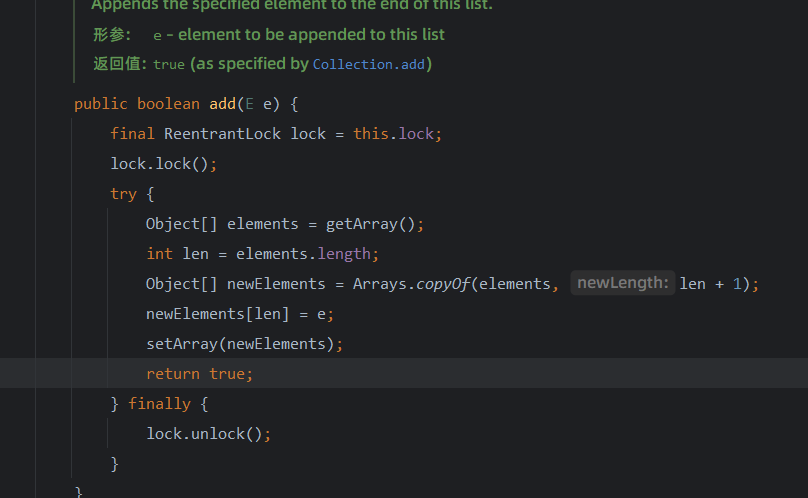 Appends the specified element to the end of this list.
形参： e – element to be appended to this list
返回值: true (as specified by Collection.add)
public boolean add(E e) {
final ReentrantLock lock = this.lock;
lock.lock();
try {
Object[] elements = getArray();
int len = elements.length;
Object[] newElements = Arrays.copyOf(elements, newLength: len + 1);
newElements[len] = e;
setArray(newElements);
return true;
} finally {
lock.unlock();
}
}